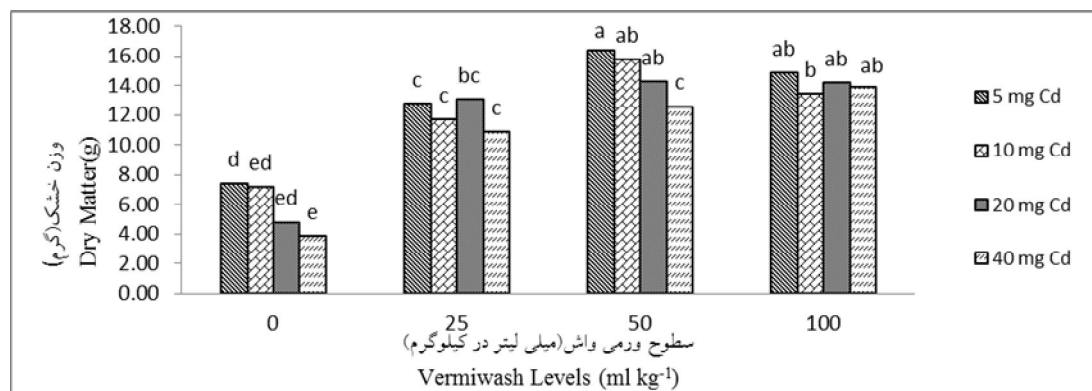 18.00
16.00
14.00
12.00
10.00
8.00
6.00
4.00
2.00
0.00
وزن خشک(گرم)
Dry Matter(g)
d ed ed e
c c bc c
a ab ab c
ab b ab ab
0 25 50 100
سطوح ورمی واش(میلی لیتر در کیلوگرم)
Vermiwash Levels (ml kg⁻¹)
5 mg Cd
10 mg Cd
20 mg Cd
40 mg Cd